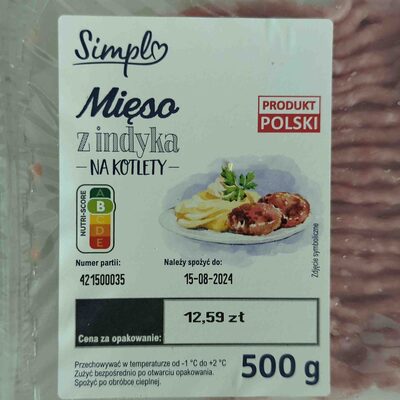 Simpl
Mięso
z indyka
NA KOTLETY
PRODUKT
POLSKI
NUTRI-SCORE
A
B
C
D
E
Zdjęcie symboliczne
Numer partii:
421500035
Należy spożyć do:
15-08-2024
12,59 zł
Cena za opakowanie:
Przechowywać w temperaturze od -1 °C do +2 °C
Zużyć bezpośrednio po otwarciu opakowania.
Spożyć po obróbce cieplnej.
500 g